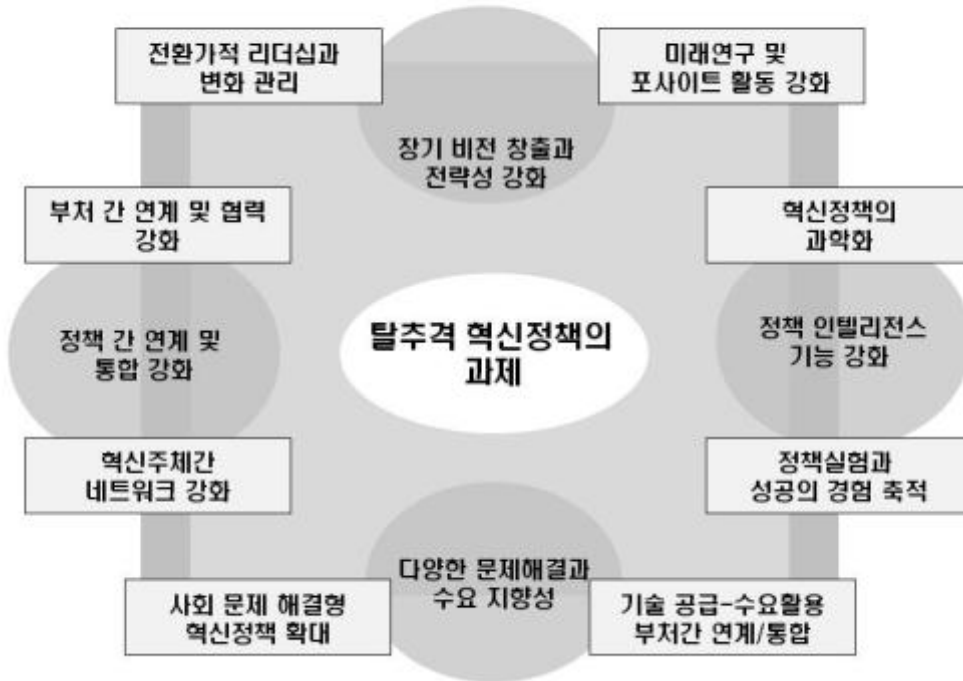 전환가적 리더십과
변화 관리
미래연구 및
포사이트 활동 강화
장기 비전 창출과
전략성 강화
부처 간 연계 및 협력
강화
혁신정책의
과학화
정책 간 연계 및
통합 강화
탈추격 혁신정책의
과제
정책 인텔리전스
기능 강화
혁신주체간
네트워크 강화
정책실험과
성공의 경험 축적
다양한 문제해결과
수요 지향성
사회 문제 해결형
혁신정책 확대
기술 공급-수요활용
부처간 연계/통합